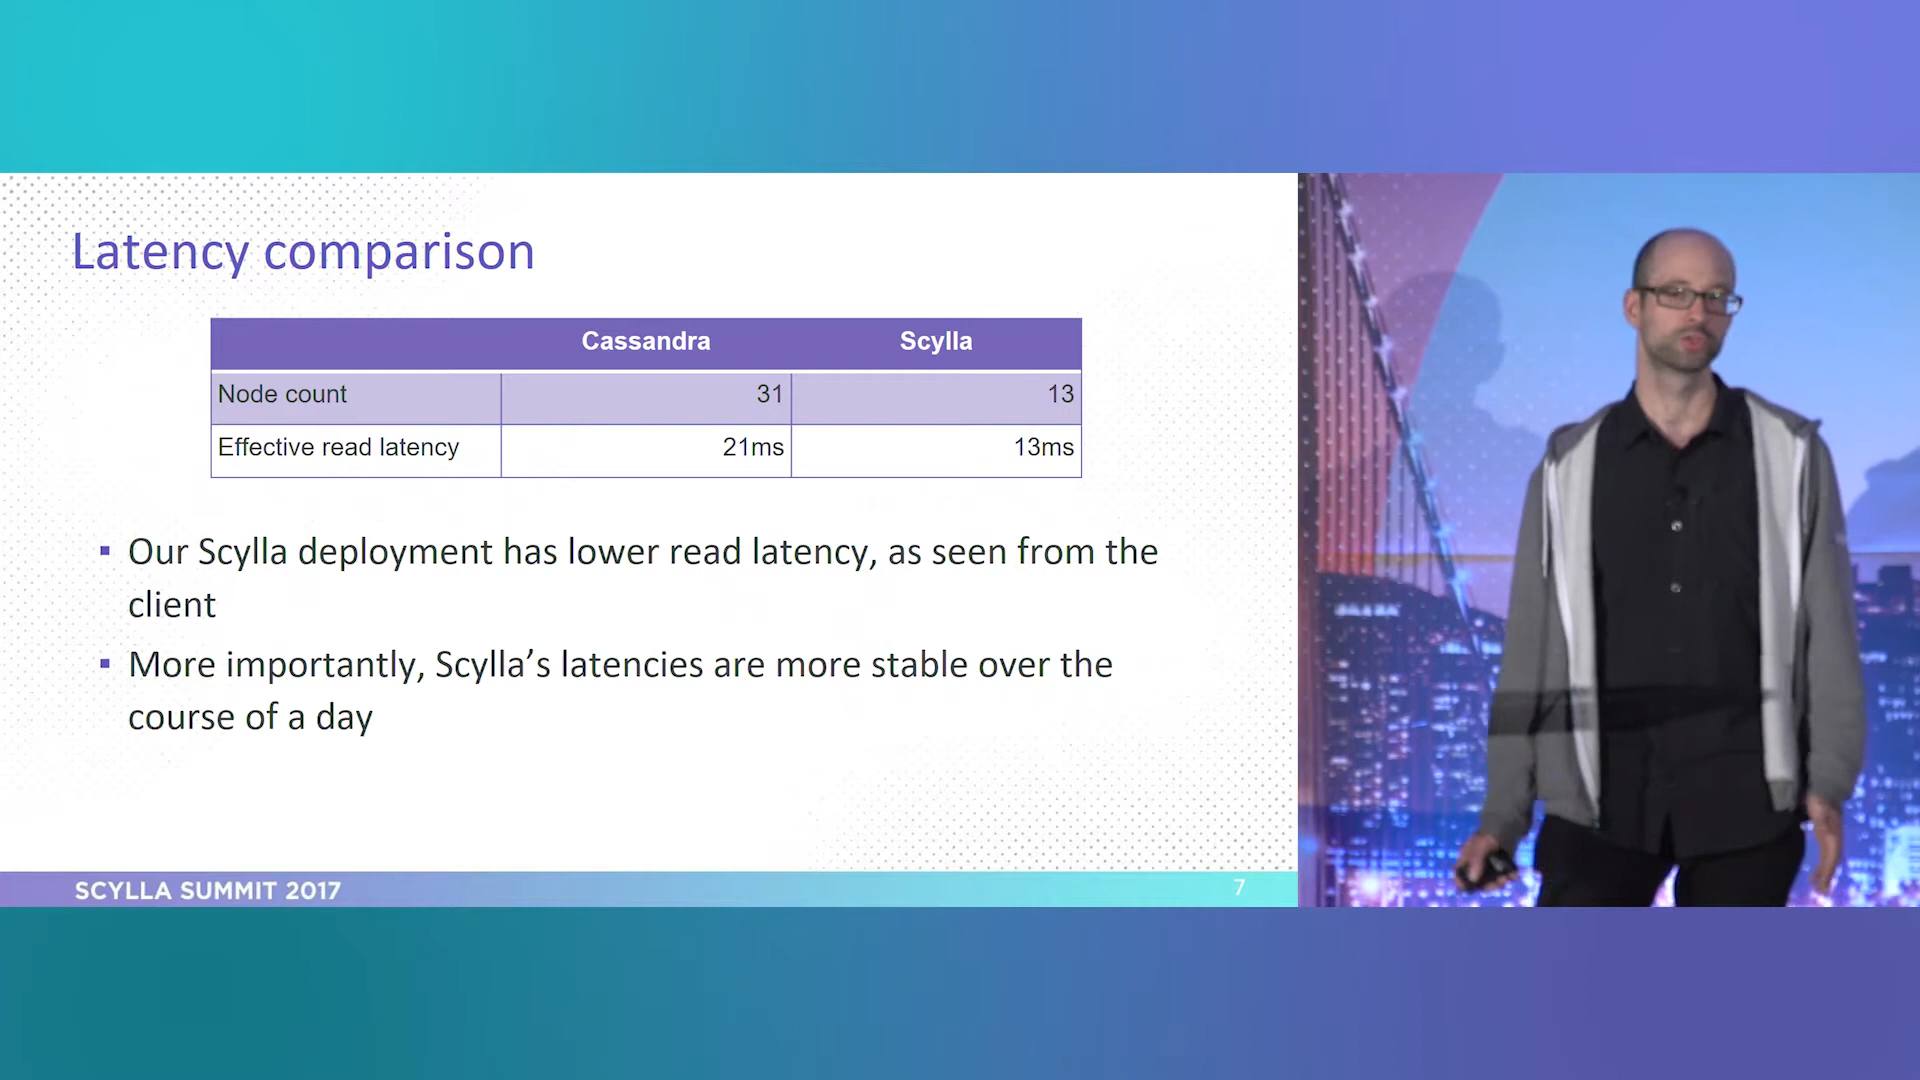 Latency comparison
Cassandra Scylla
Node count 31 13
Effective read latency 21ms 13ms
▪ Our Scylla deployment has lower read latency, as seen from the
client
▪ More importantly, Scylla’s latencies are more stable over the
course of a day
SCYLLA SUMMIT 2017 7